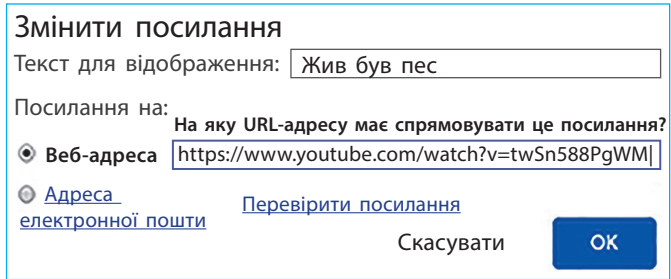 Змінити посилання
Текст для відображення: Жив був пес
Посилання на:
На яку URL-адресу має спрямовувати це посилання?
Веб-адреса https://www.youtube.com/watch?v=twSn588PgWM
Адреса
електронної пошти
Перевірити посилання
Скасувати OK